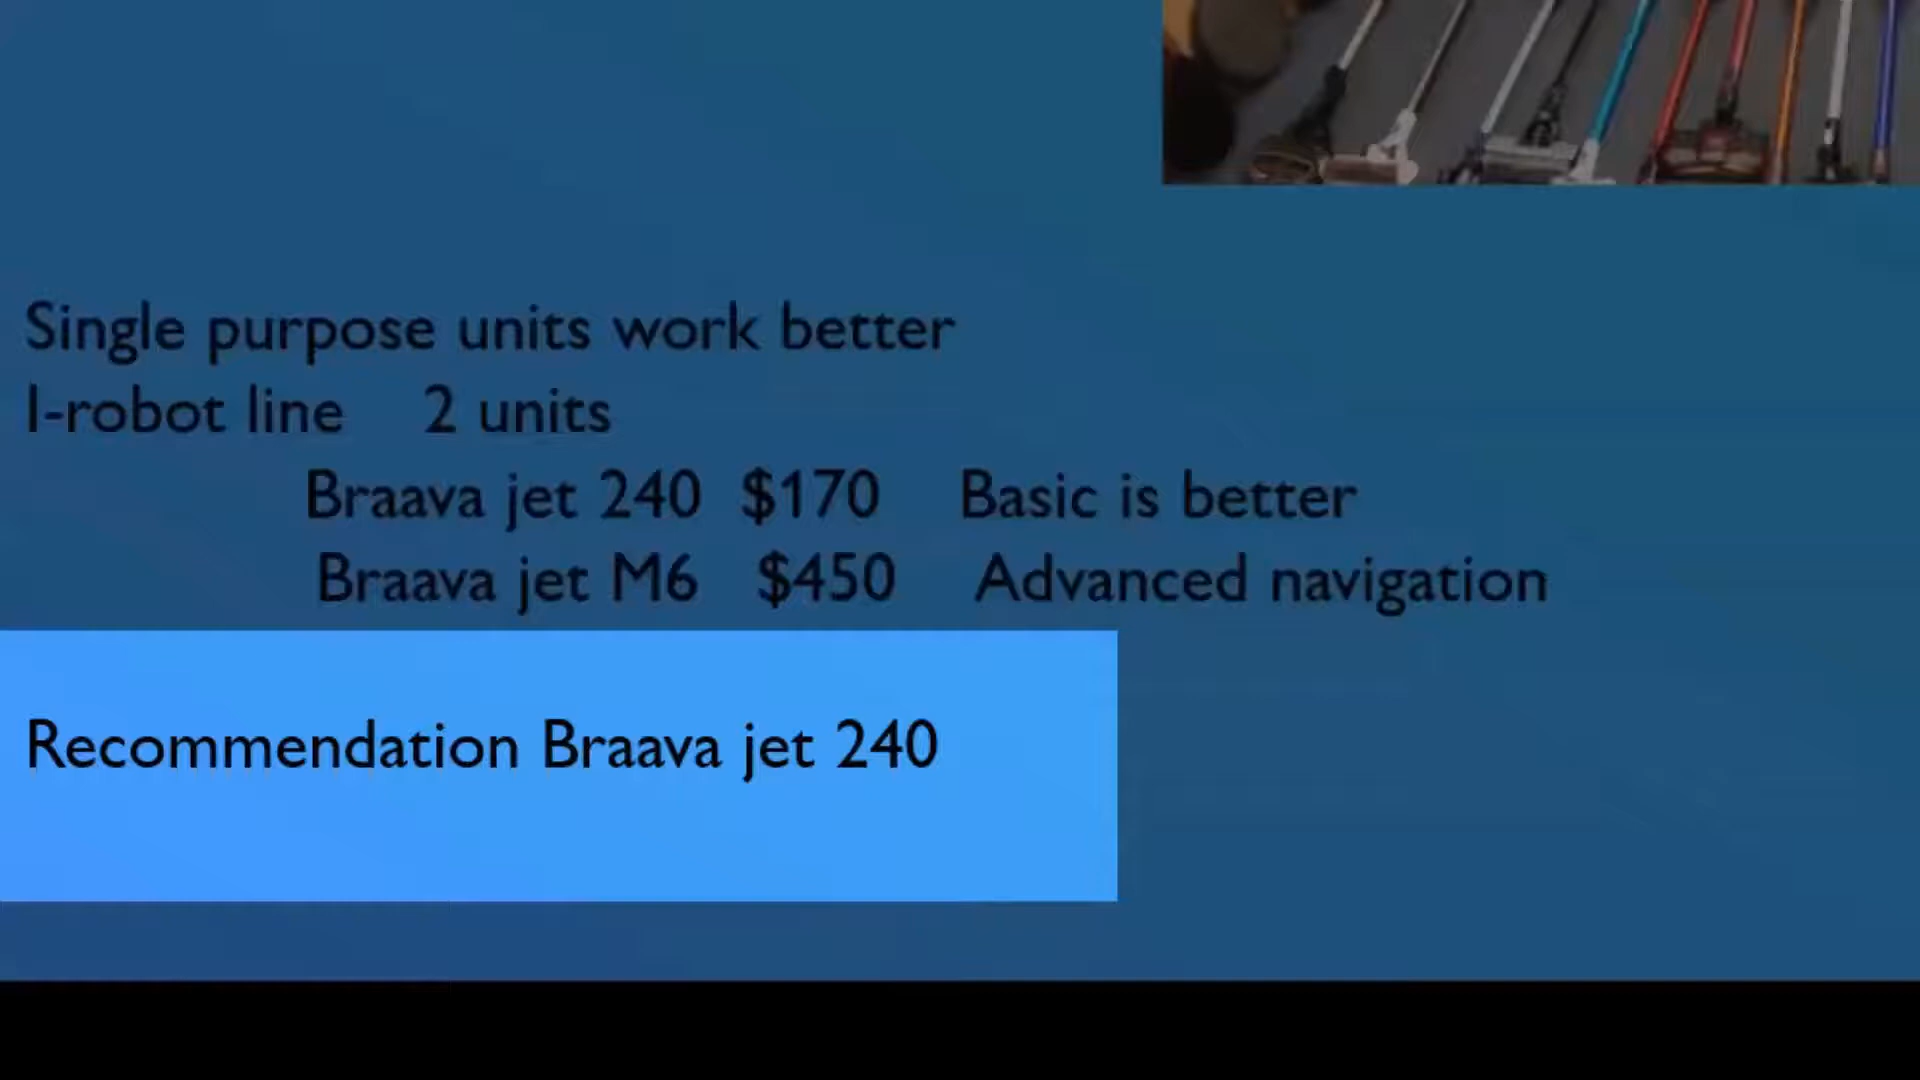 Single purpose units work better
I-robot line 2 units
Braava jet 240 $170 Basic is better
Braava jet M6 $450 Advanced navigation
Recommendation Braava jet 240